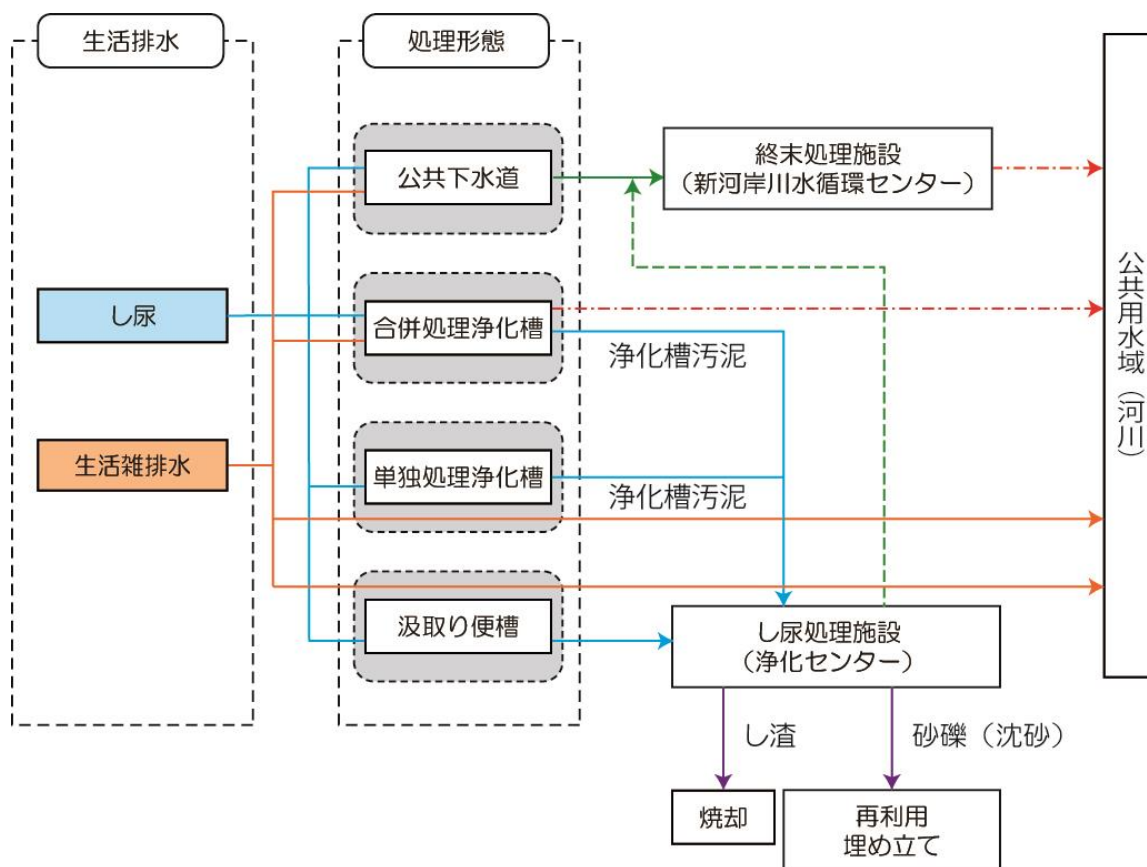 生活排水
処理形態
公共下水道
終末処理施設
(新河岸川水循環センター)
し尿
合併処理浄化槽
浄化槽汚泥
生活雑排水
単独処理浄化槽
浄化槽汚泥
汲取り便槽
し尿処理施設
(浄化センター)
公共用水域(河川)
し渣
砂礫(沈砂)
焼却
再利用
埋め立て